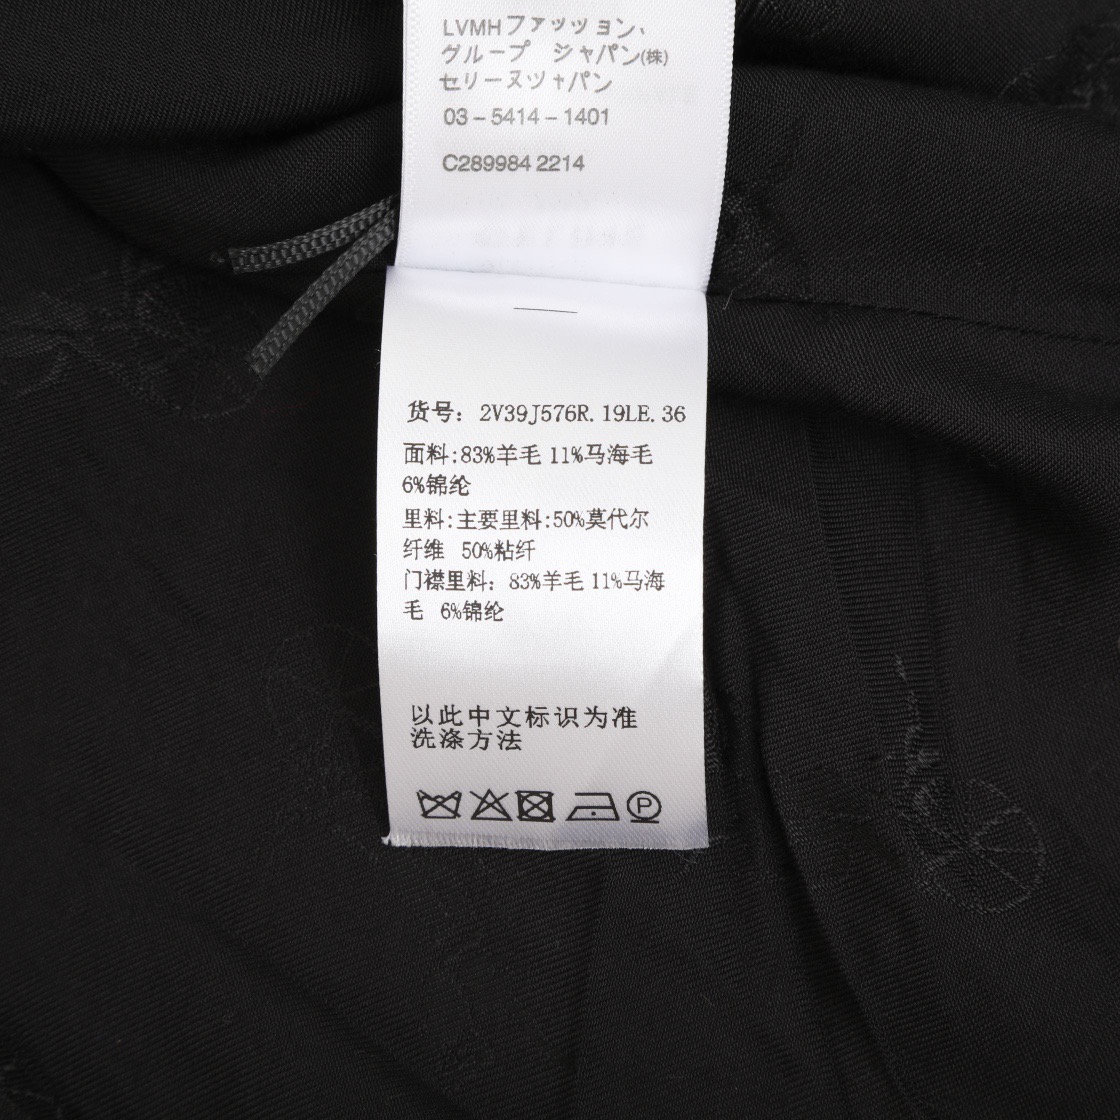 LVMHファッション、
グループ ジャパン(株)
セリーヌツャパン
03-5414-1401
C289984 2214
货号: 2V39J576R.19LE.36
面料:83%羊毛 11%马海毛
6%锦纶
里料:主要里料:50%莫代尔
纤维 50%粘纤
门襟里料: 83%羊毛 11%马海
毛 6%锦纶
以此中文标识为准
洗涤方法
P